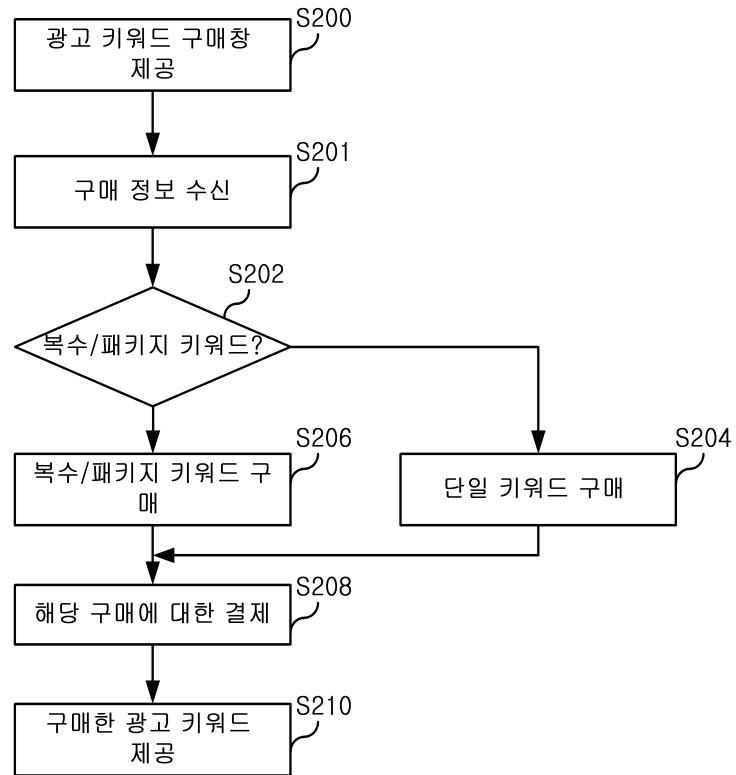 S200
광고 키워드 구매창
제공
S201
구매 정보 수신
S202
복수/패키지 키워드?
S206
복수/패키지 키워드 구
매
S204
단일 키워드 구매
S208
해당 구매에 대한 결제
S210
구매한 광고 키워드
제공